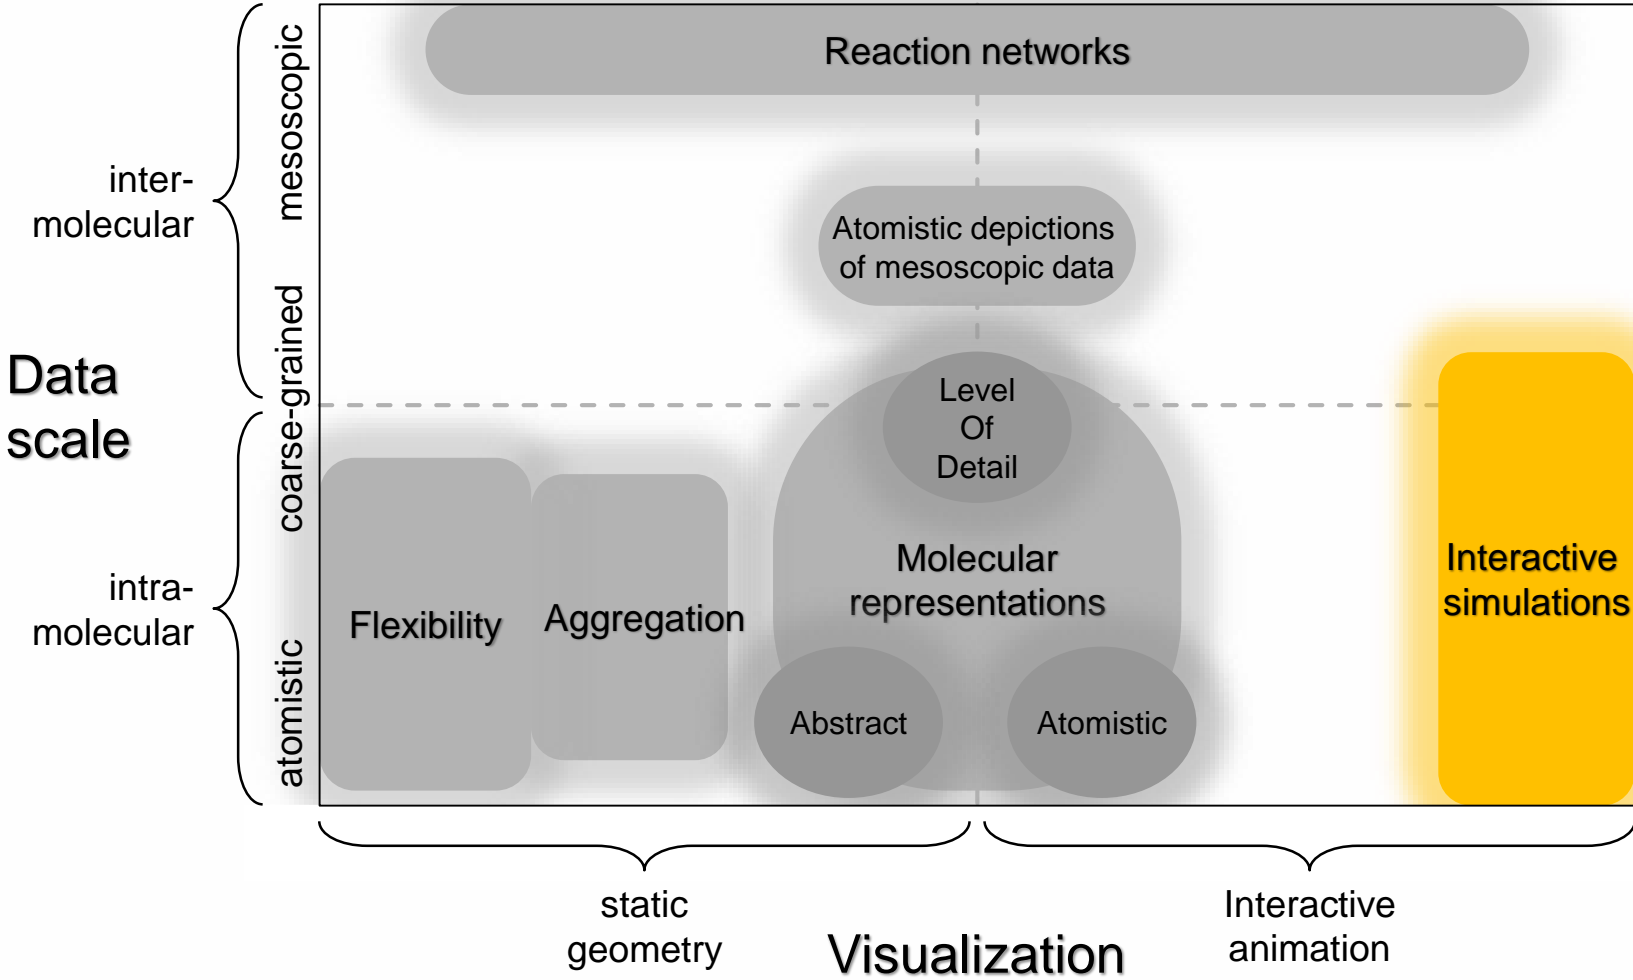 Reaction networks
mesoscopic
inter-
molecular
Atomistic depictions
of mesoscopic data
coarse-grained
Data
scale
Level
Of
Detail
Molecular
representations
Interactive
simulations
intra-
molecular
Flexibility
Aggregation
atomistic
Abstract
Atomistic
static
geometry
Interactive
animation
Visualization